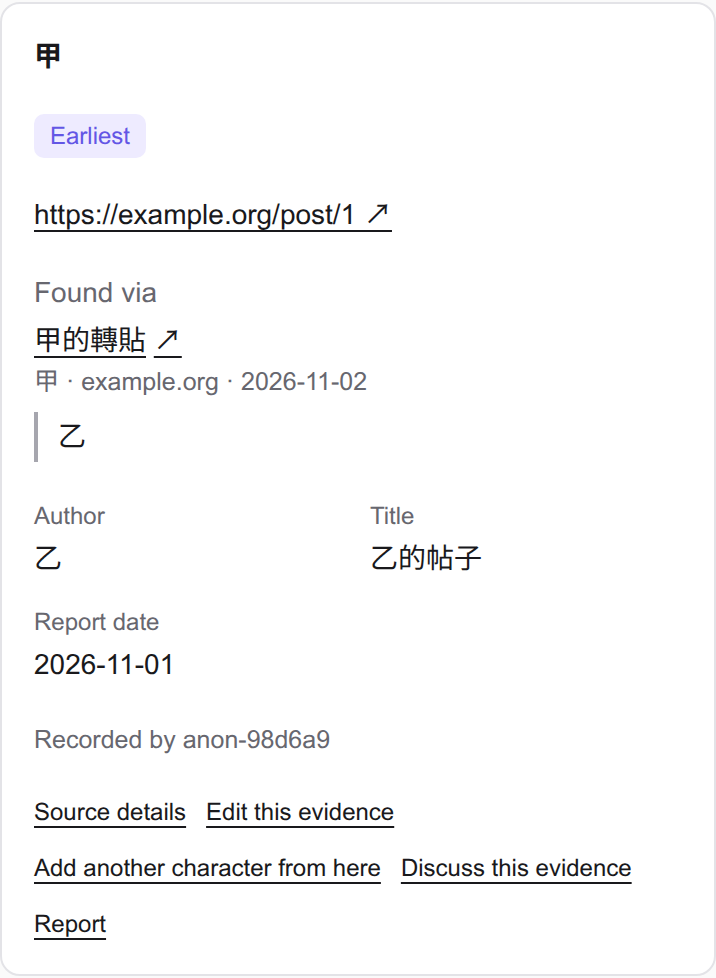 甲
Earliest
https://example.org/post/1 ↗
Found via
甲的轉貼 ↗
甲 · example.org · 2026-11-02
乙
Author
乙
Title
乙的帖子
Report date
2026-11-01
Recorded by anon-98d6a9
Source details Edit this evidence
Add another character from here Discuss this evidence
Report